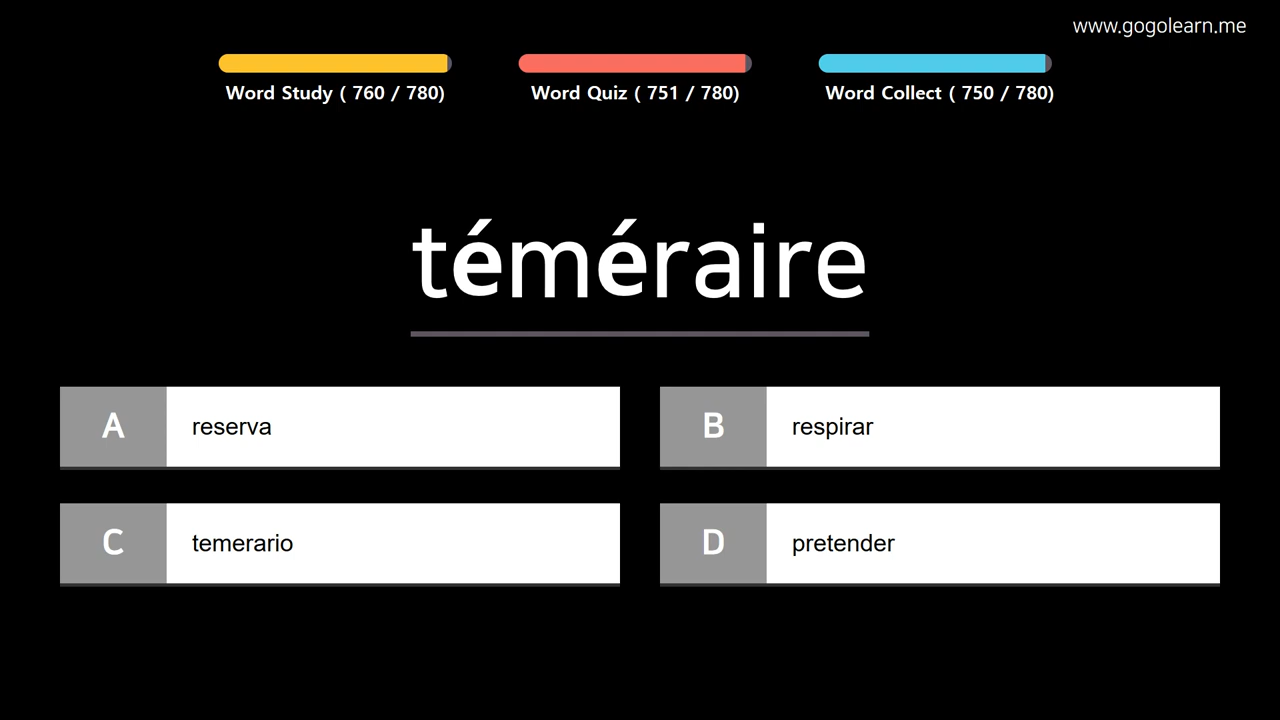 www.gogolearn.me
Word Study ( 760 / 780)
Word Quiz ( 751 / 780)
Word Collect ( 750 / 780)
téméraire
A reserva
B respirar
C temerario
D pretender